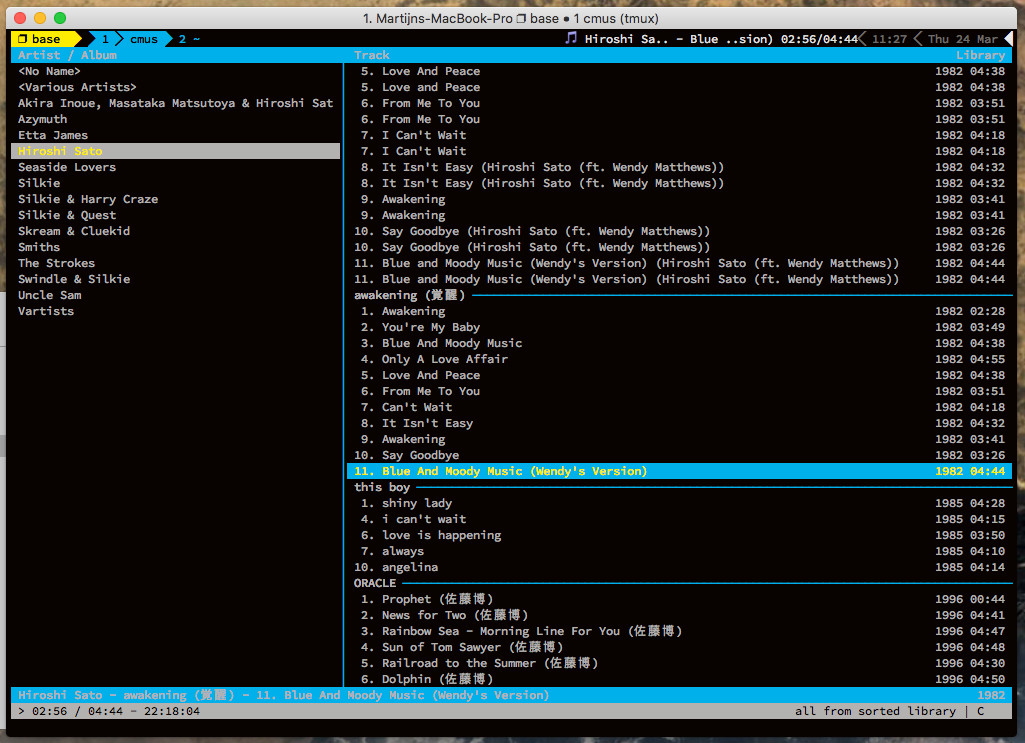 1. Martijns-MacBook-Pro ❐ base ● 1 cmus (tmux)
❐ base 1 cmus 2 ~ Hiroshi Sa.. - Blue ..sion) 02:56/04:44 11:27 Thu 24 Mar
Artist / Album
<No Name>
<Various Artists>
Akira Inoue, Masataka Matsutoya & Hiroshi Sat
Azymuth
Etta James
Hiroshi Sato
Seaside Lovers
Silkie
Silkie & Harry Craze
Silkie & Quest
Skream & Cluekid
Smiths
The Strokes
Swindle & Silkie
Uncle Sam
Vartists
Track Library
5. Love And Peace 1982 04:38
5. Love and Peace 1982 04:38
6. From Me To You 1982 03:51
6. From Me To You 1982 03:51
7. I Can't Wait 1982 04:18
7. I Can't Wait 1982 04:18
8. It Isn't Easy (Hiroshi Sato (ft. Wendy Matthews)) 1982 04:32
8. It Isn't Easy (Hiroshi Sato (ft. Wendy Matthews)) 1982 04:32
9. Awakening 1982 03:41
9. Awakening 1982 03:41
10. Say Goodbye (Hiroshi Sato (ft. Wendy Matthews)) 1982 03:26
10. Say Goodbye (Hiroshi Sato (ft. Wendy Matthews)) 1982 03:26
11. Blue and Moody Music (Wendy's Version) (Hiroshi Sato (ft. Wendy Matthews)) 1982 04:44
11. Blue and Moody Music (Wendy's Version) (Hiroshi Sato (ft. Wendy Matthews)) 1982 04:44
awakening (覚醒)
1. Awakening 1982 02:28
2. You're My Baby 1982 03:49
3. Blue And Moody Music 1982 04:38
4. Only A Love Affair 1982 04:55
5. Love And Peace 1982 04:38
6. From Me To You 1982 03:51
7. Can't Wait 1982 04:18
8. It Isn't Easy 1982 04:32
9. Awakening 1982 03:41
10. Say Goodbye 1982 03:26
11. Blue And Moody Music (Wendy's Version) 1982 04:44
this boy
1. shiny lady 1985 04:28
4. i can't wait 1985 04:15
6. love is happening 1985 03:50
7. always 1985 04:10
10. angelina 1985 04:14
ORACLE
1. Prophet (佐藤博) 1996 00:44
2. News for Two (佐藤博) 1996 04:41
3. Rainbow Sea - Morning Line For You (佐藤博) 1996 04:47
4. Sun of Tom Sawyer (佐藤博) 1996 04:48
5. Railroad to the Summer (佐藤博) 1996 04:30
6. Dolphin (佐藤博) 1996 04:50
Hiroshi Sato - awakening (覚醒) - 11. Blue And Moody Music (Wendy's Version) 1982
> 02:56 / 04:44 - 22:18:04 all from sorted library | C